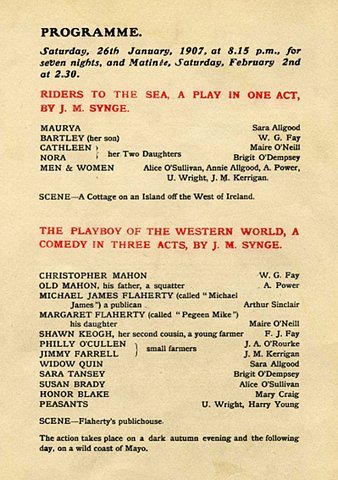 PROGRAMME.
Saturday, 26th January, 1907, at 8.15 p.m., for
seven nights, and Matinée, Saturday, February 2nd
at 2.30.
RIDERS TO THE SEA, A PLAY IN ONE ACT,
BY J. M. SYNGE.
MAURYA Sara Allgood
BARTLEY (her son) W. G. Fay
CATHLEEN } her Two Daughters Maire O'Neill
NORA Brigit O'Dempsey
MEN & WOMEN Alice O'Sullivan, Annie Allgood, A. Power,
U. Wright, J. M. Kerrigan.
SCENE—A Cottage on an Island off the West of Ireland.
THE PLAYBOY OF THE WESTERN WORLD, A
COMEDY IN THREE ACTS, BY J. M. SYNGE.
CHRISTOPHER MAHON W. G. Fay
OLD MAHON, his father, a squatter A. Power
MICHAEL JAMES FLAHERTY (called "Michael
James") a publican Arthur Sinclair
MARGARET FLAHERTY (called "Pegeen Mike")
his daughter Maire O'Neill
SHAWN KEOGH, her second cousin, a young farmer F. J. Fay
PHILLY O'CULLEN } small farmers J. A. O'Rourke
JIMMY FARRELL J. M. Kerrigan
WIDOW QUIN Sara Allgood
SARA TANSEY Brigit O'Dempsey
SUSAN BRADY Alice O'Sullivan
HONOR BLAKE Mary Craig
PEASANTS U. Wright, Harry Young
SCENE—Flaherty's publichouse.
The action takes place on a dark autumn evening and the following
day, on a wild coast of Mayo.